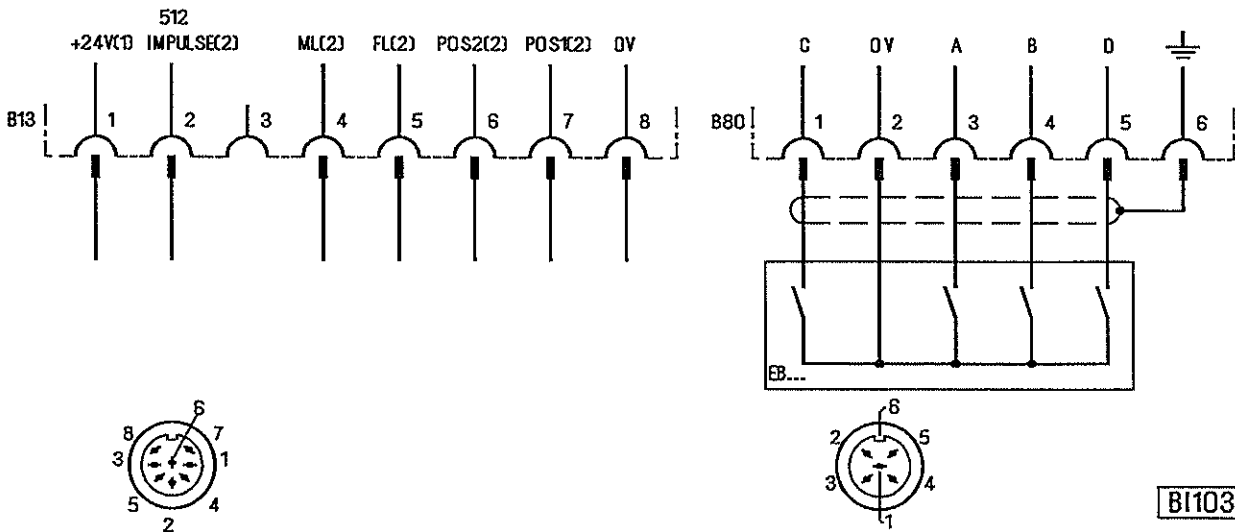 512
+24V(1) IMPULSE(2) ML(2) FL(2) POS2(2) POS1(2) 0V
B13 1 2 3 4 5 6 7 8
C 0V A B D
B80 1 2 3 4 5 6
EB...
6
8 7
3 1
5 4
2
6
2 5
3 4
1
BI103